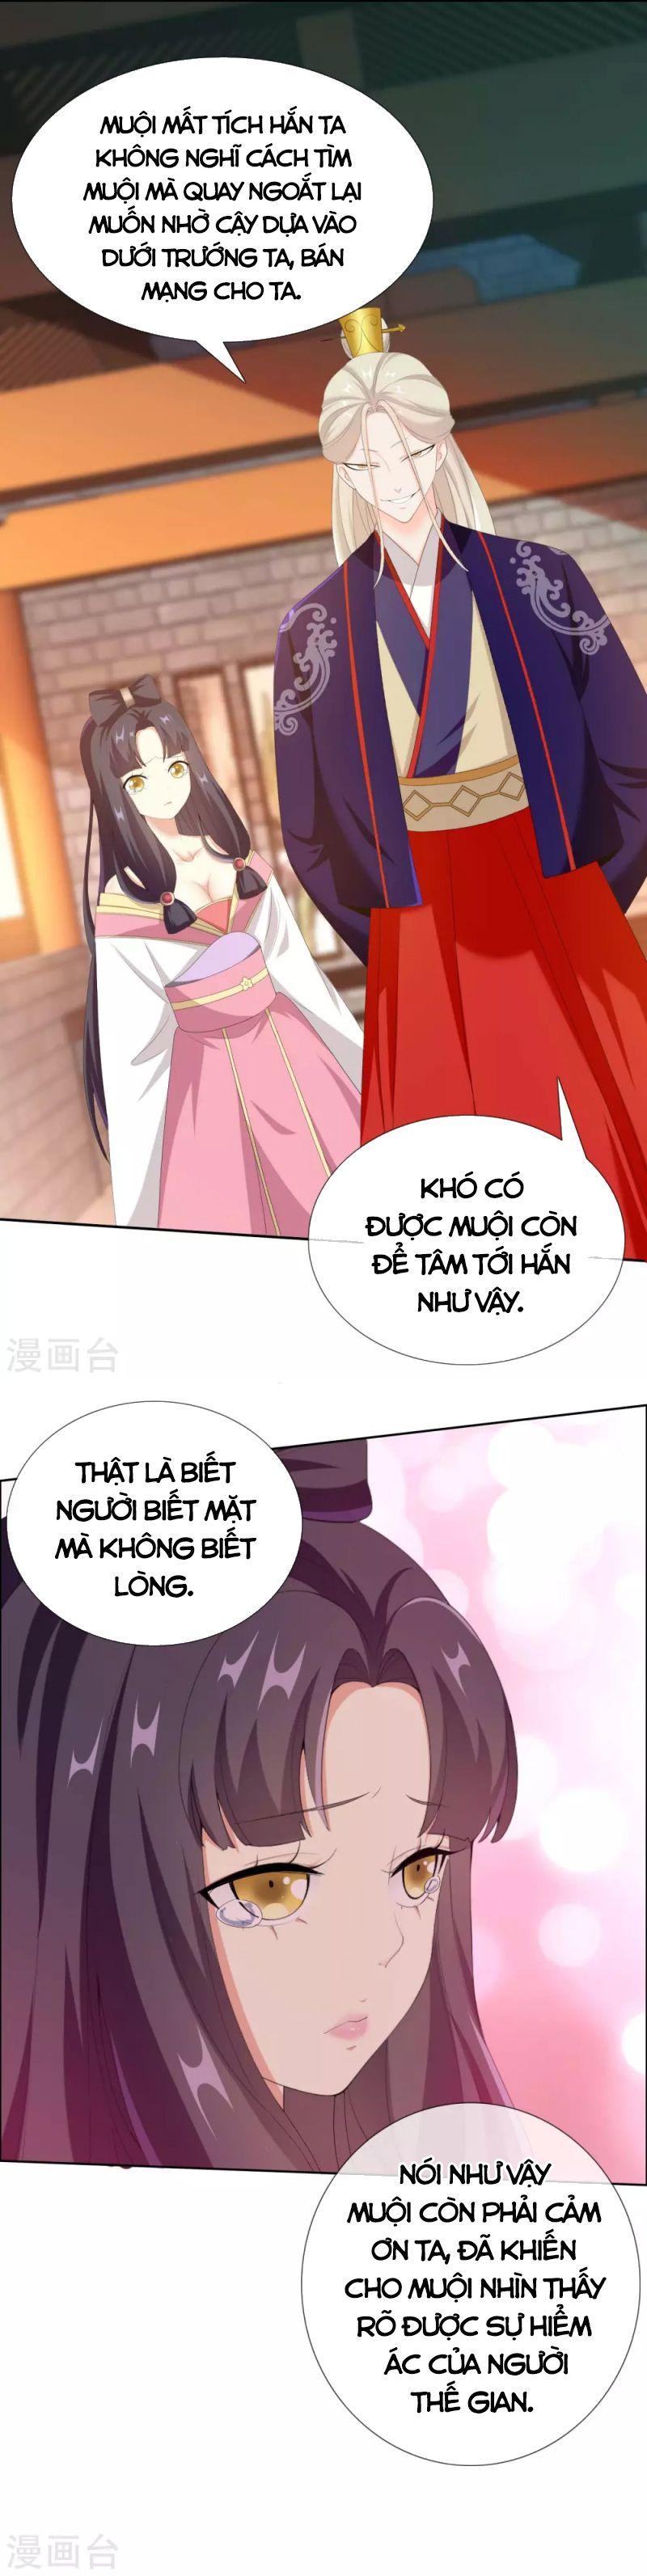 MUỘI MẤT TÍCH HẮN TA
KHÔNG NGHĨ CÁCH TÌM
MUỘI MÀ QUAY NGOẮT LẠI
MUỐN NHỜ CẬY DỰA VÀO
DƯỚI TRƯỚNG TA, BÁN
MẠNG CHO TA.
KHÓ CÓ
ĐƯỢC MUỘI CÒN
ĐỂ TÂM TỚI HẮN
NHƯ VẬY.
漫画台
THẬT LÀ BIẾT
NGƯỜI BIẾT MẶT
MÀ KHÔNG BIẾT
LÒNG.
NÓI NHƯ VẬY
MUỘI CÒN PHẢI CẢM
ƠN TA, ĐÃ KHIẾN
CHO MUỘI NHÌN THẤY
RÕ ĐƯỢC SỰ HIỂM
ÁC CỦA NGƯỜI
THẾ GIAN.
漫画台